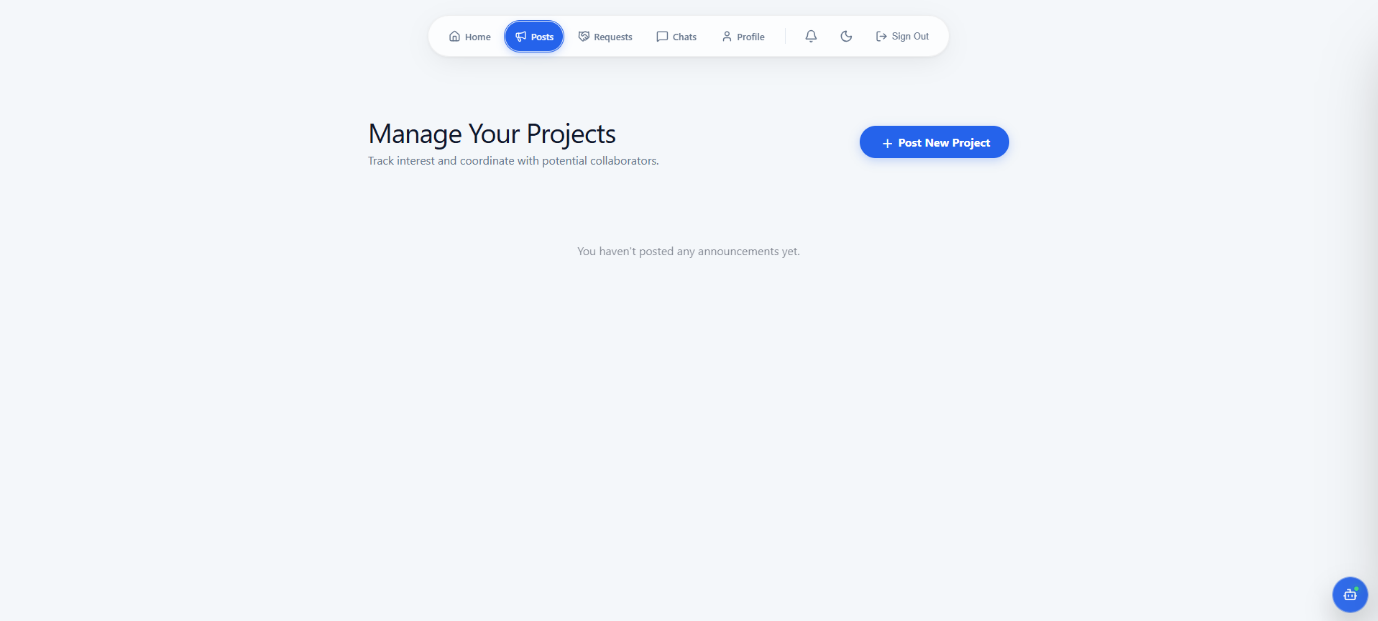 Home Posts Requests Chats Profile Sign Out
Manage Your Projects
+ Post New Project
Track interest and coordinate with potential collaborators.
You haven't posted any announcements yet.